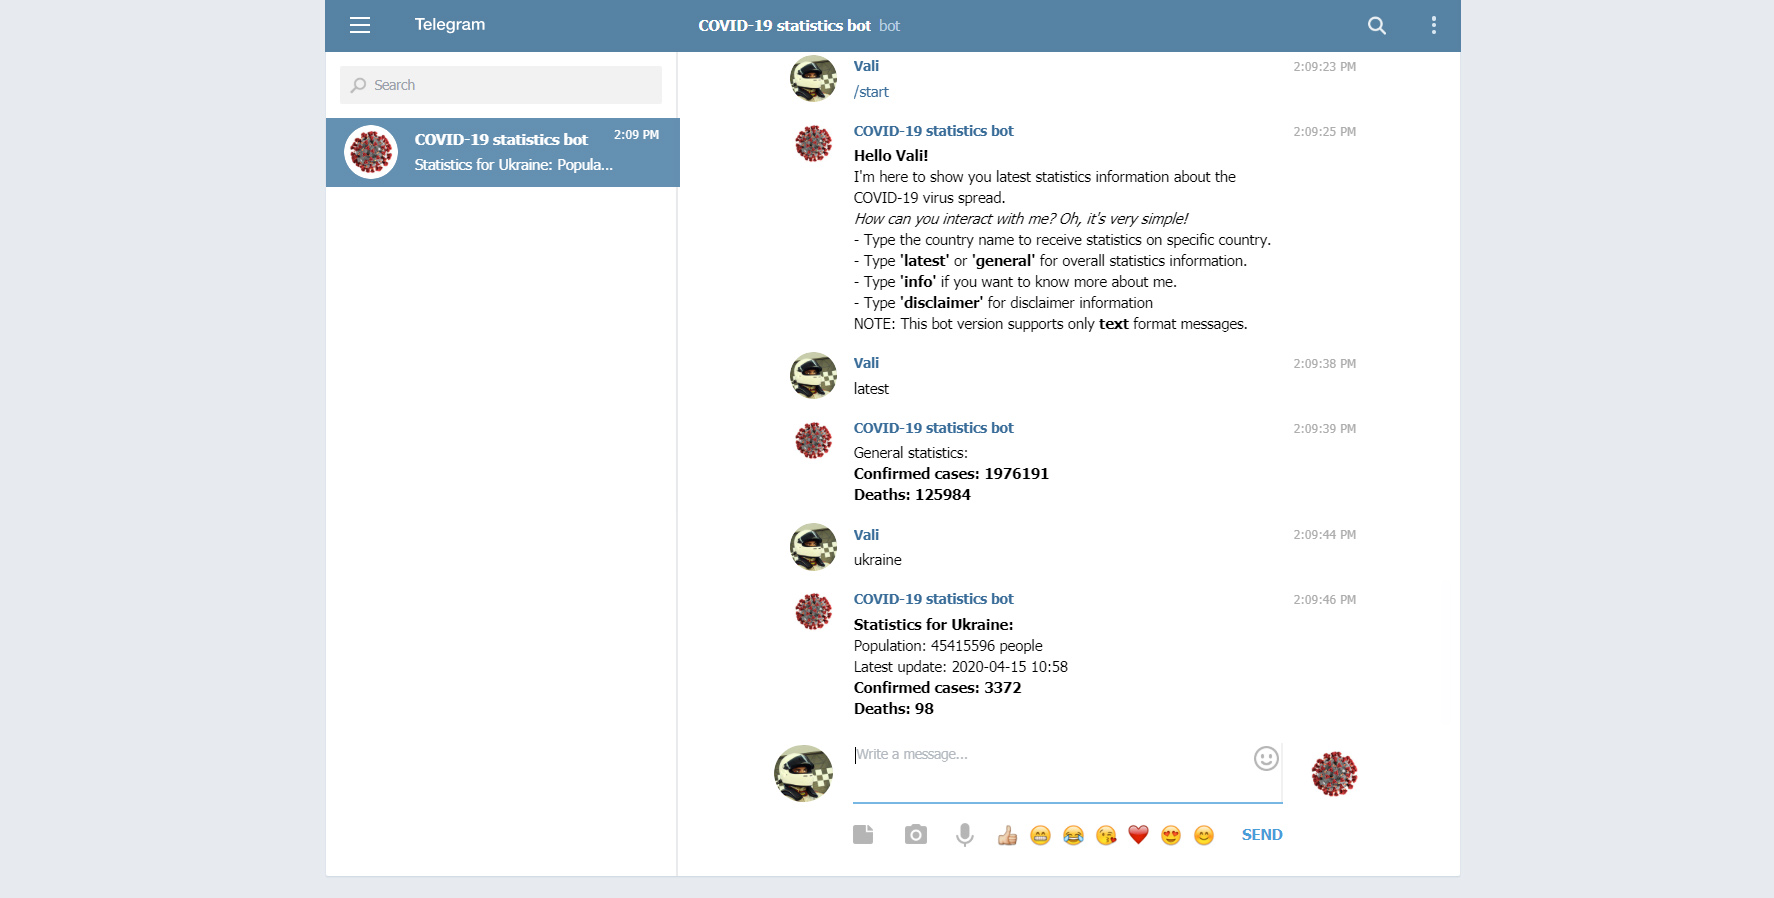 Telegram
COVID-19 statistics bot bot
Search
COVID-19 statistics bot 2:09 PM
Statistics for Ukraine: Popula...
Vali 2:09:23 PM
/start
COVID-19 statistics bot 2:09:25 PM
Hello Vali!
I'm here to show you latest statistics information about the
COVID-19 virus spread.
How can you interact with me? Oh, it's very simple!
- Type the country name to receive statistics on specific country.
- Type 'latest' or 'general' for overall statistics information.
- Type 'info' if you want to know more about me.
- Type 'disclaimer' for disclaimer information
NOTE: This bot version supports only text format messages.
Vali 2:09:38 PM
latest
COVID-19 statistics bot 2:09:39 PM
General statistics:
Confirmed cases: 1976191
Deaths: 125984
Vali 2:09:44 PM
ukraine
COVID-19 statistics bot 2:09:46 PM
Statistics for Ukraine:
Population: 45415596 people
Latest update: 2020-04-15 10:58
Confirmed cases: 3372
Deaths: 98
Write a message...
SEND